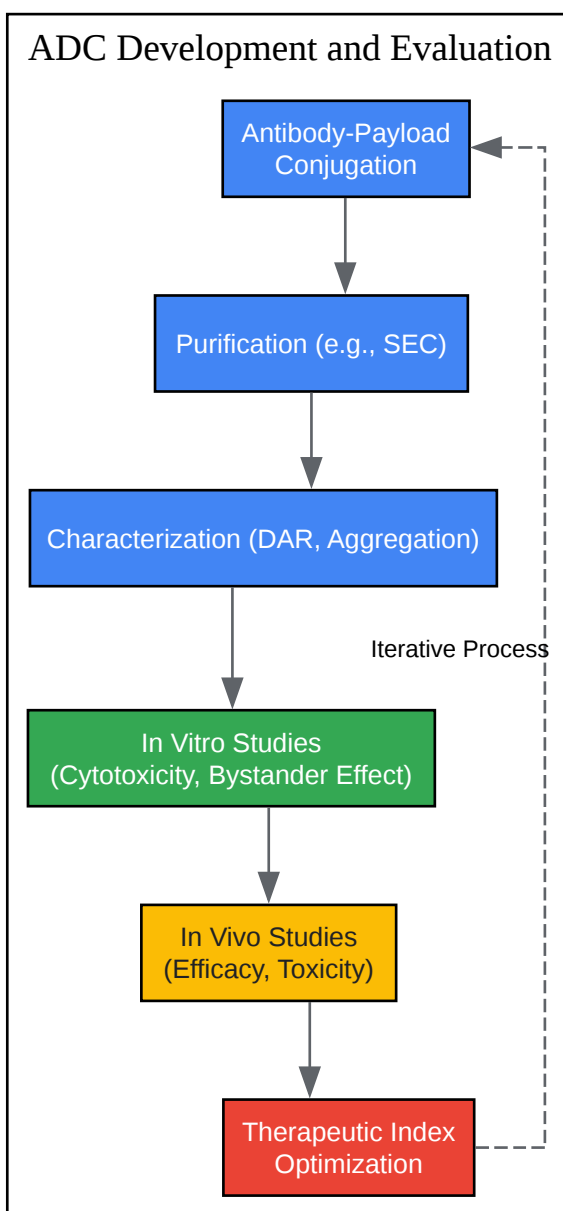 ADC Development and Evaluation
Antibody-Payload
Conjugation
Purification (e.g., SEC)
Characterization (DAR, Aggregation)
Iterative Process
In Vitro Studies
(Cytotoxicity, Bystander Effect)
In Vivo Studies
(Efficacy, Toxicity)
Therapeutic Index
Optimization